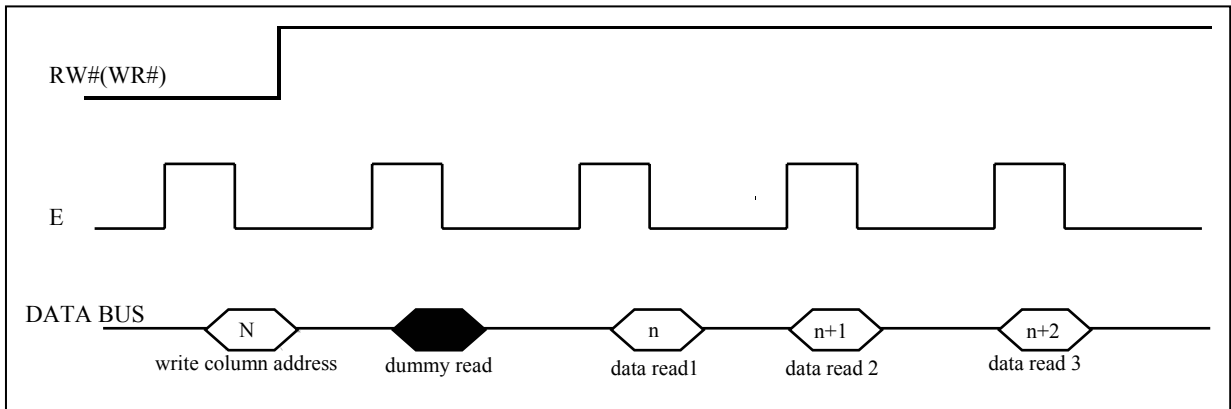 RW#(WR#)
E
DATA BUS
N
n
n+1
n+2
write column address
dummy read
data read1
data read 2
data read 3